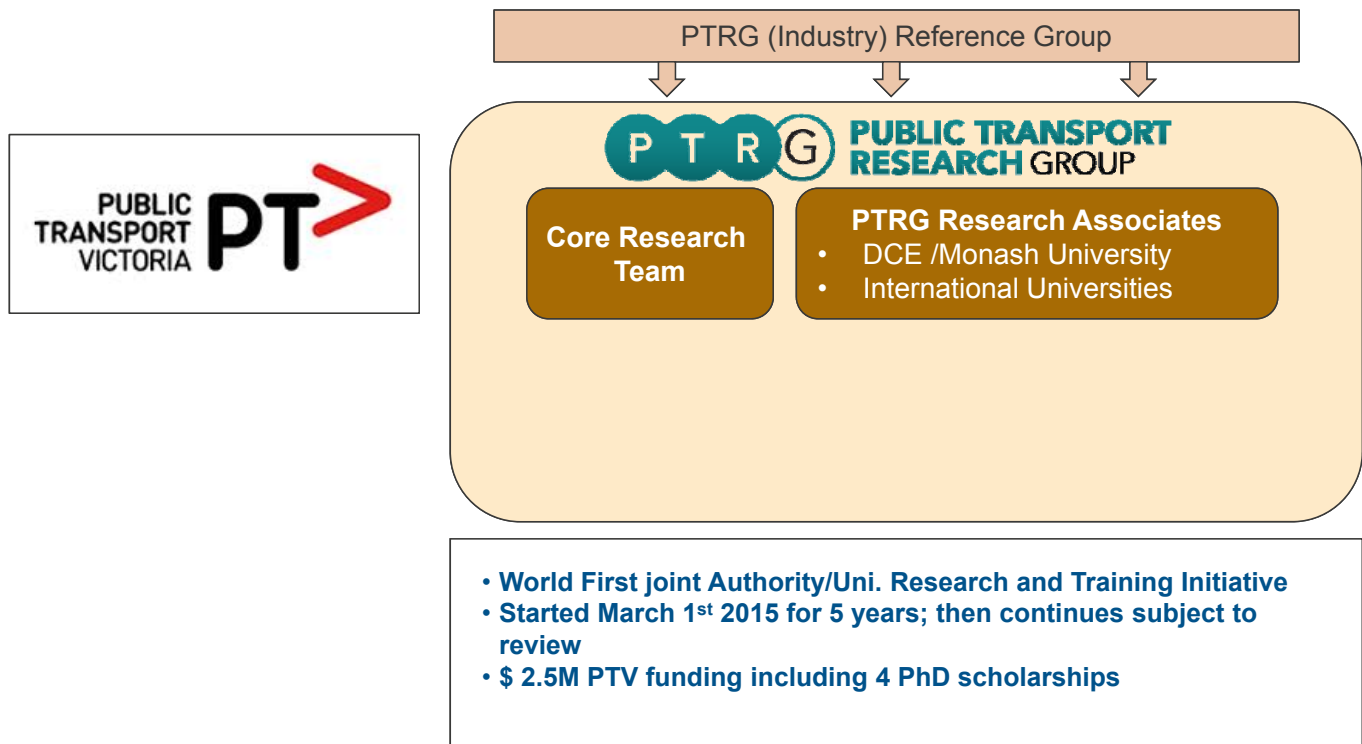 PTRG (Industry) Reference Group
PTRG PUBLIC TRANSPORT
RESEARCH GROUP
PUBLIC
TRANSPORT
VICTORIA
PT>
Core Research
Team
PTRG Research Associates
• DCE /Monash University
• International Universities
• World First joint Authority/Uni. Research and Training Initiative
• Started March 1st 2015 for 5 years; then continues subject to
review
• $ 2.5M PTV funding including 4 PhD scholarships